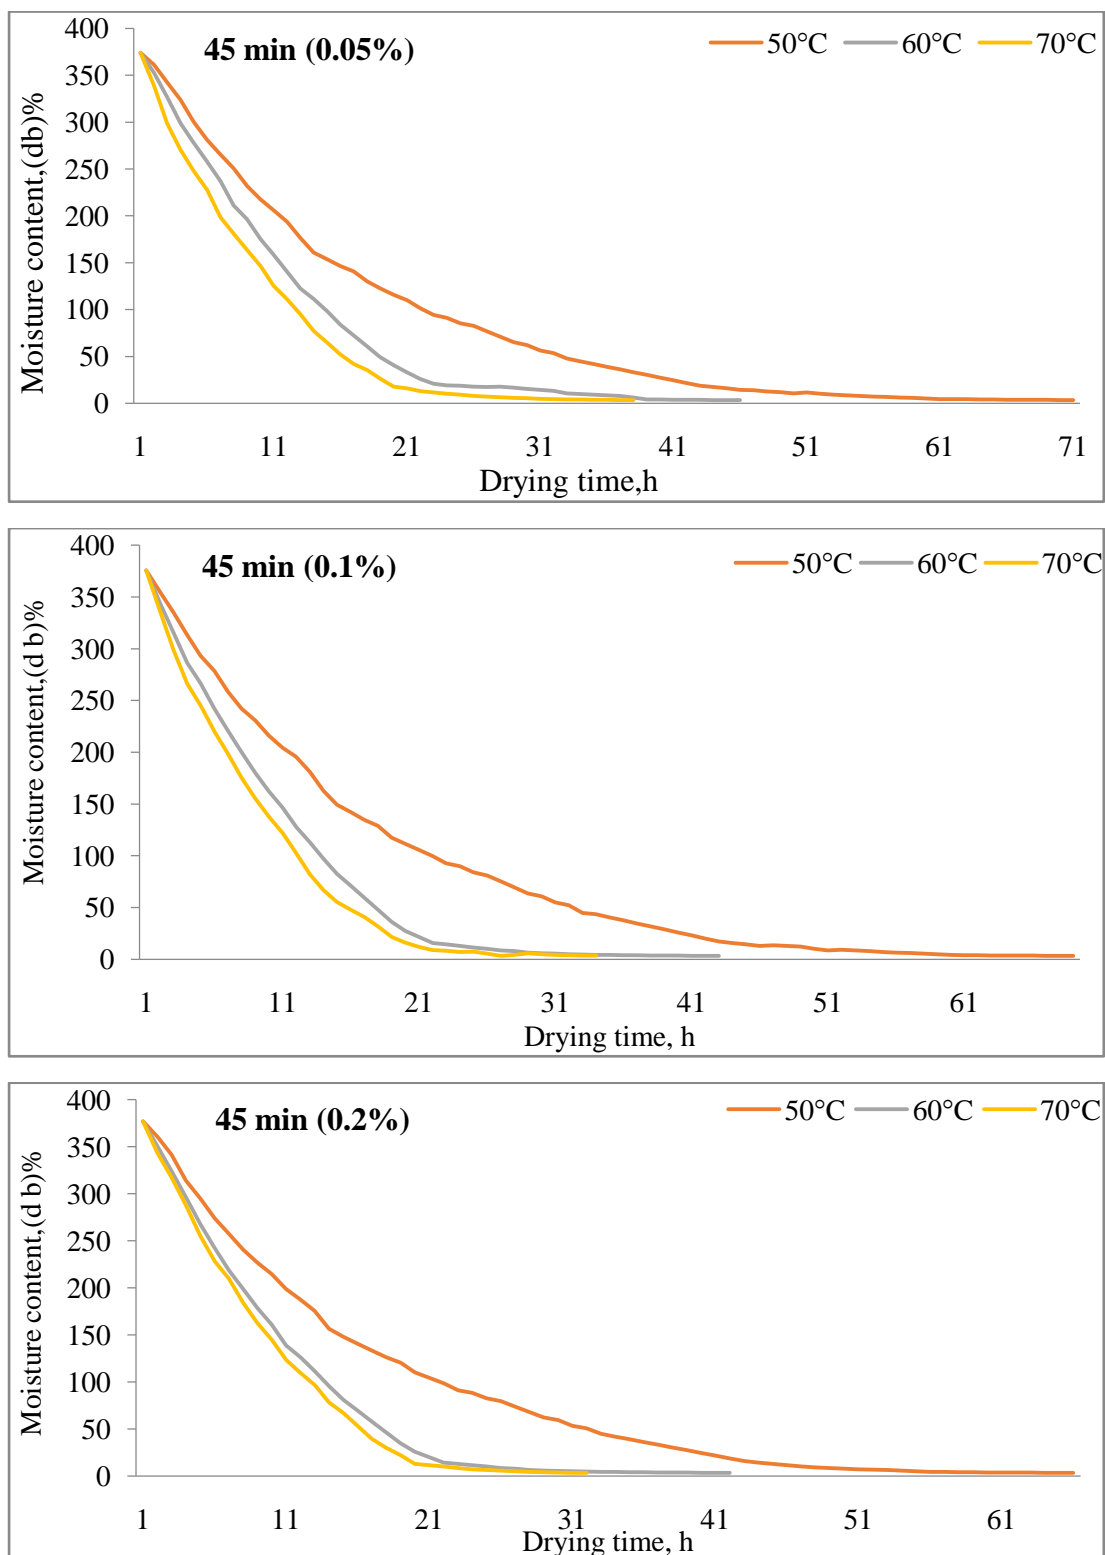 45 min (0.05%)
50°C 60°C 70°C
400
350
300
250
200
150
100
50
0
Moisture content,(db)%
1 11 21 31 41 51 61 71
Drying time,h
45 min (0.1%)
50°C 60°C 70°C
400
350
300
250
200
150
100
50
0
Moisture content,(d b)%
1 11 21 31 41 51 61
Drying time, h
45 min (0.2%)
50°C 60°C 70°C
400
350
300
250
200
150
100
50
0
Moisture content,(d b)%
1 11 21 31 41 51 61
Drying time, h